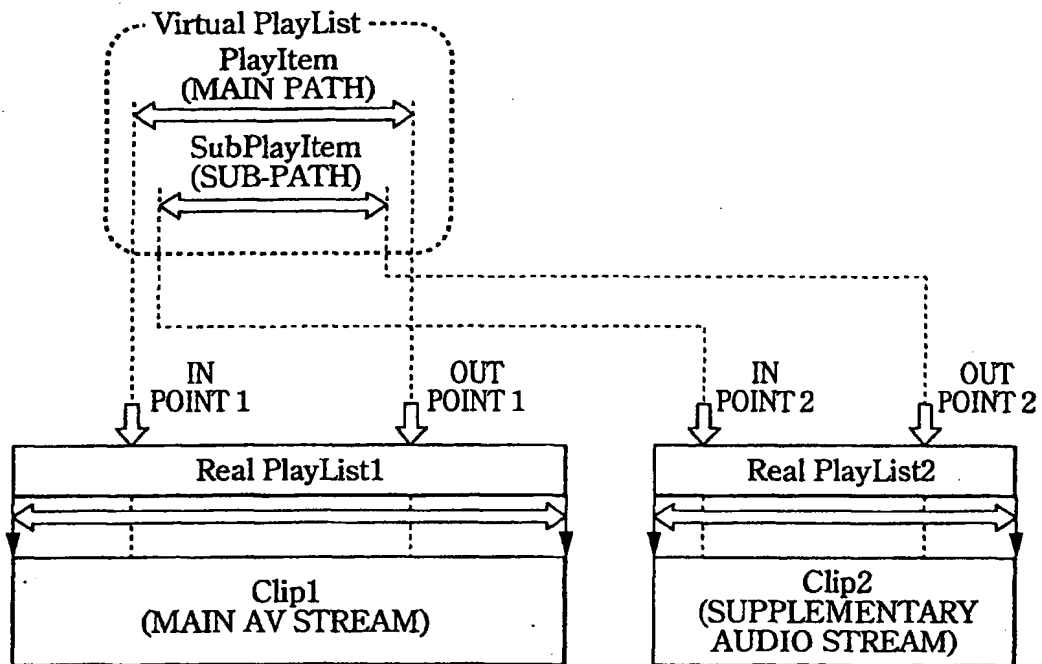 Virtual PlayList
PlayItem
(MAIN PATH)
SubPlayItem
(SUB-PATH)
IN
POINT 1
OUT
POINT 1
IN
POINT 2
OUT
POINT 2
Real PlayList1
Real PlayList2
Clip1
(MAIN AV STREAM)
Clip2
(SUPPLEMENTARY
AUDIO STREAM)